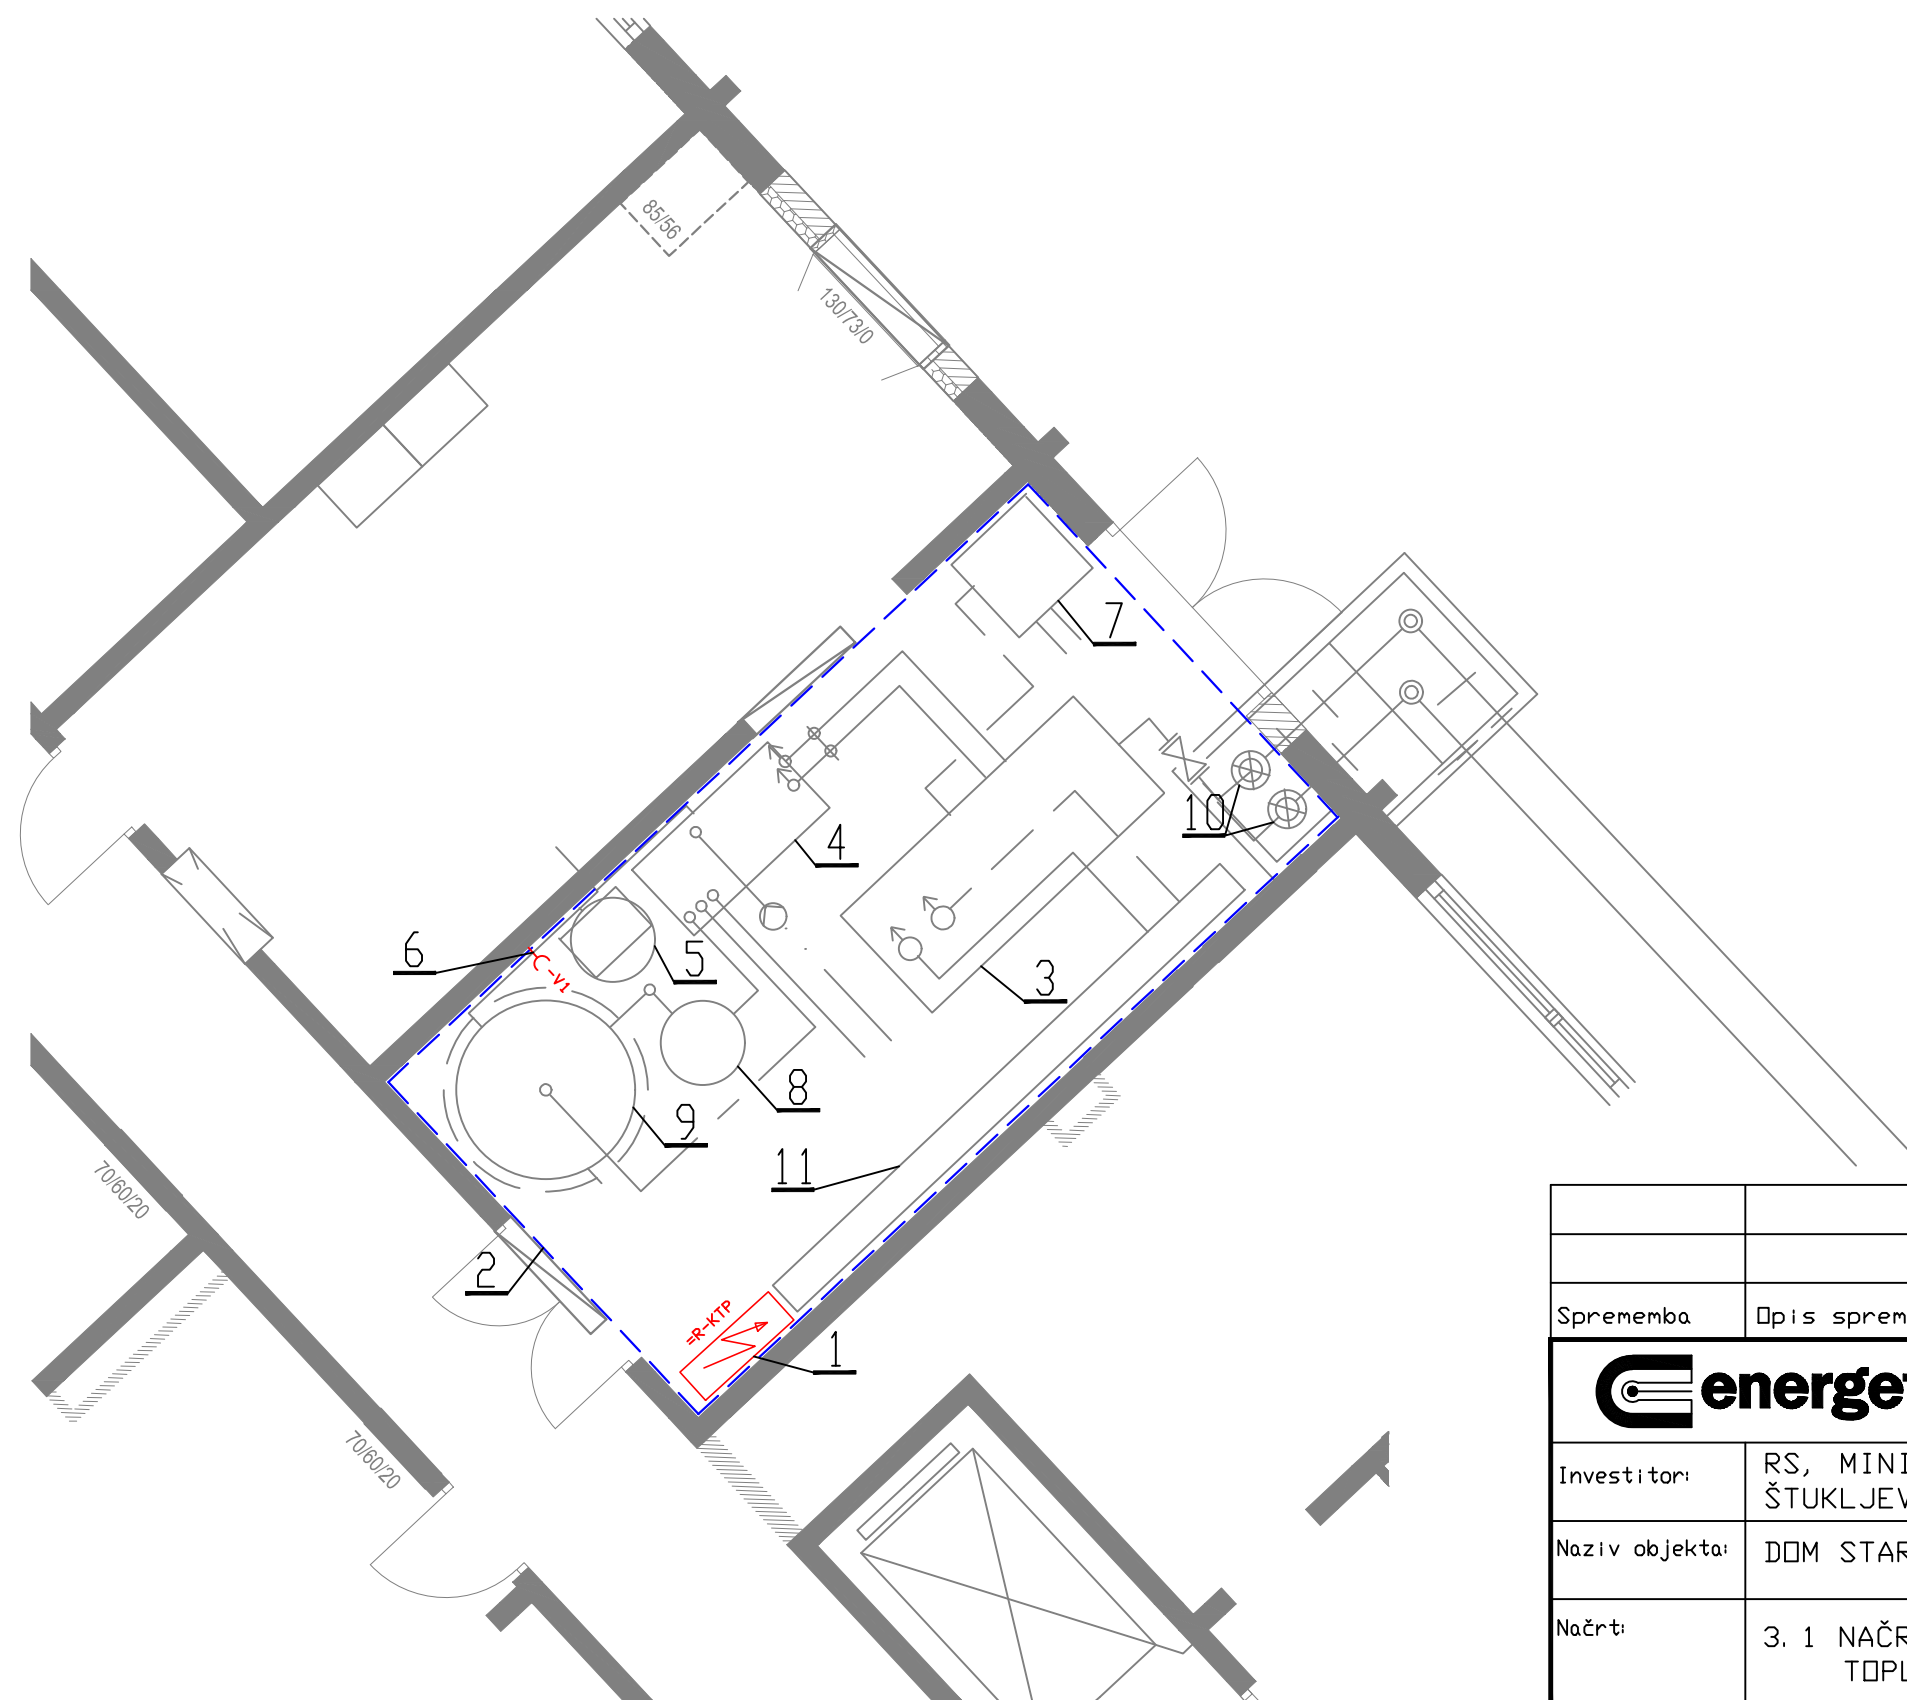 85/56
130/73/0
7
10
4
6
5
3
C-V1
8
9
11
70/60/20
2
=R-KTP
1
70/60/20
Sprememba
Opis sprem
Investitor:
RS, MINI
ŠTUKLJEV
Naziv objekta:
DOM STAR
Načrt:
3.1 NAČR
TOPL